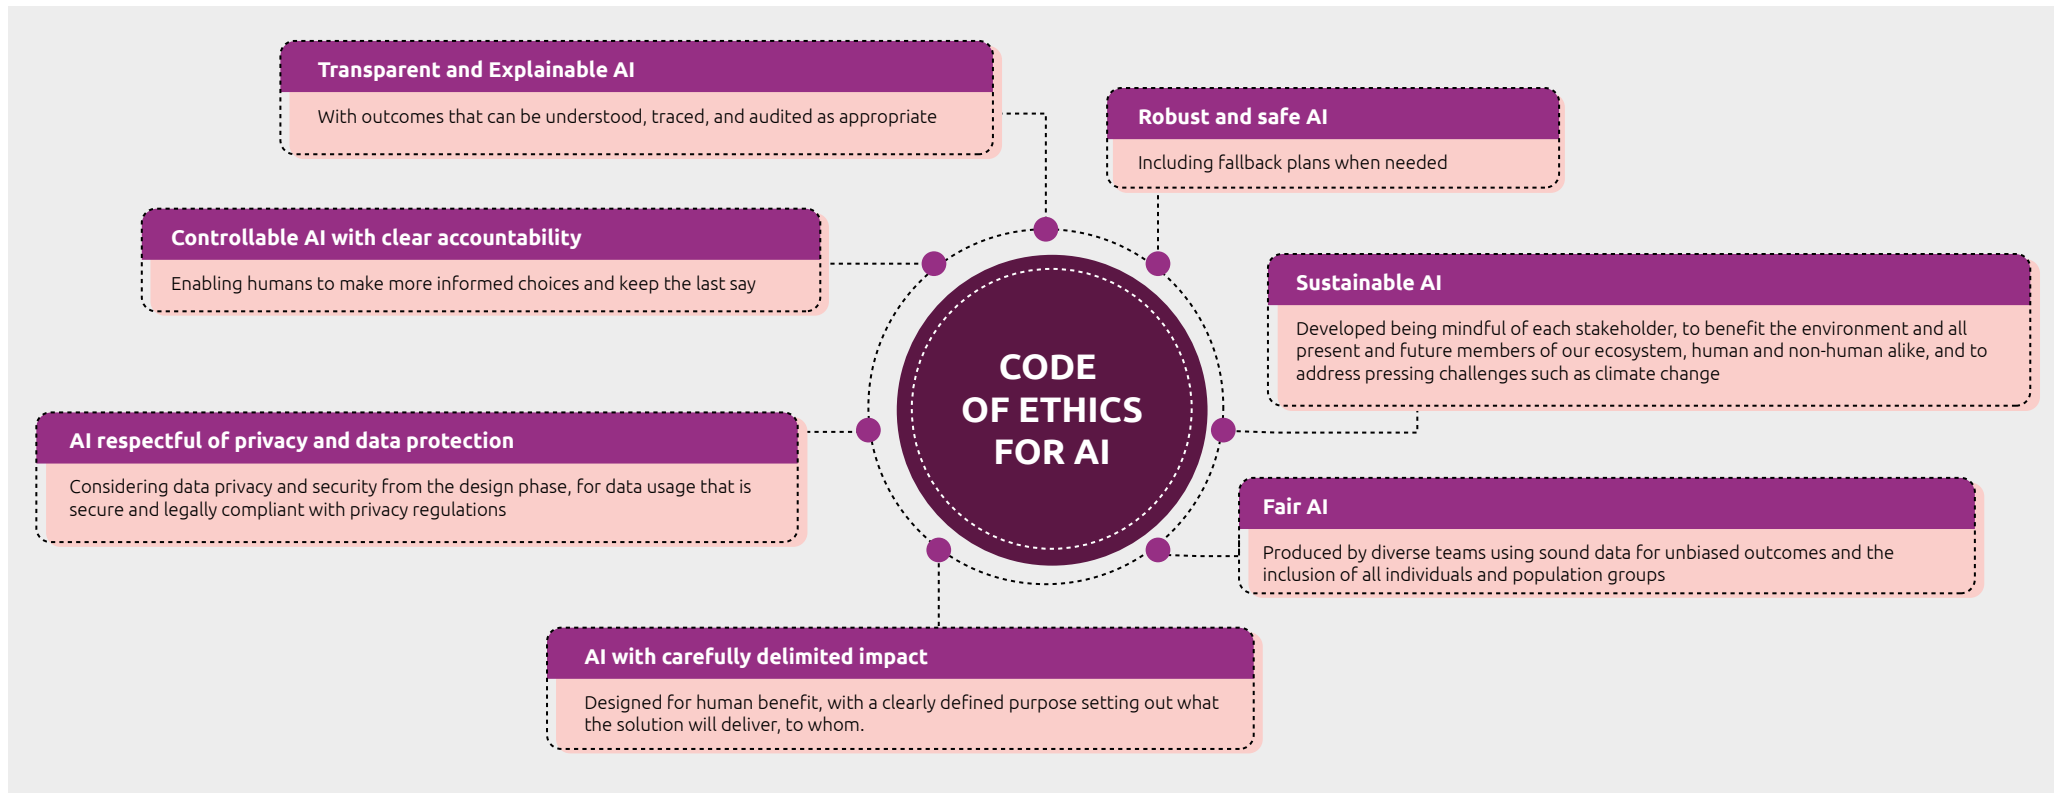 Transparent and Explainable AI
With outcomes that can be understood, traced, and audited as appropriate
Robust and safe AI
Including fallback plans when needed
Controllable AI with clear accountability
Enabling humans to make more informed choices and keep the last say
Sustainable AI
Developed being mindful of each stakeholder, to benefit the environment and all
present and future members of our ecosystem, human and non-human alike, and to
address pressing challenges such as climate change
CODE
OF ETHICS
FOR AI
AI respectful of privacy and data protection
Considering data privacy and security from the design phase, for data usage that is
secure and legally compliant with privacy regulations
Fair AI
Produced by diverse teams using sound data for unbiased outcomes and the
inclusion of all individuals and population groups
AI with carefully delimited impact
Designed for human benefit, with a clearly defined purpose setting out what
the solution will deliver, to whom.